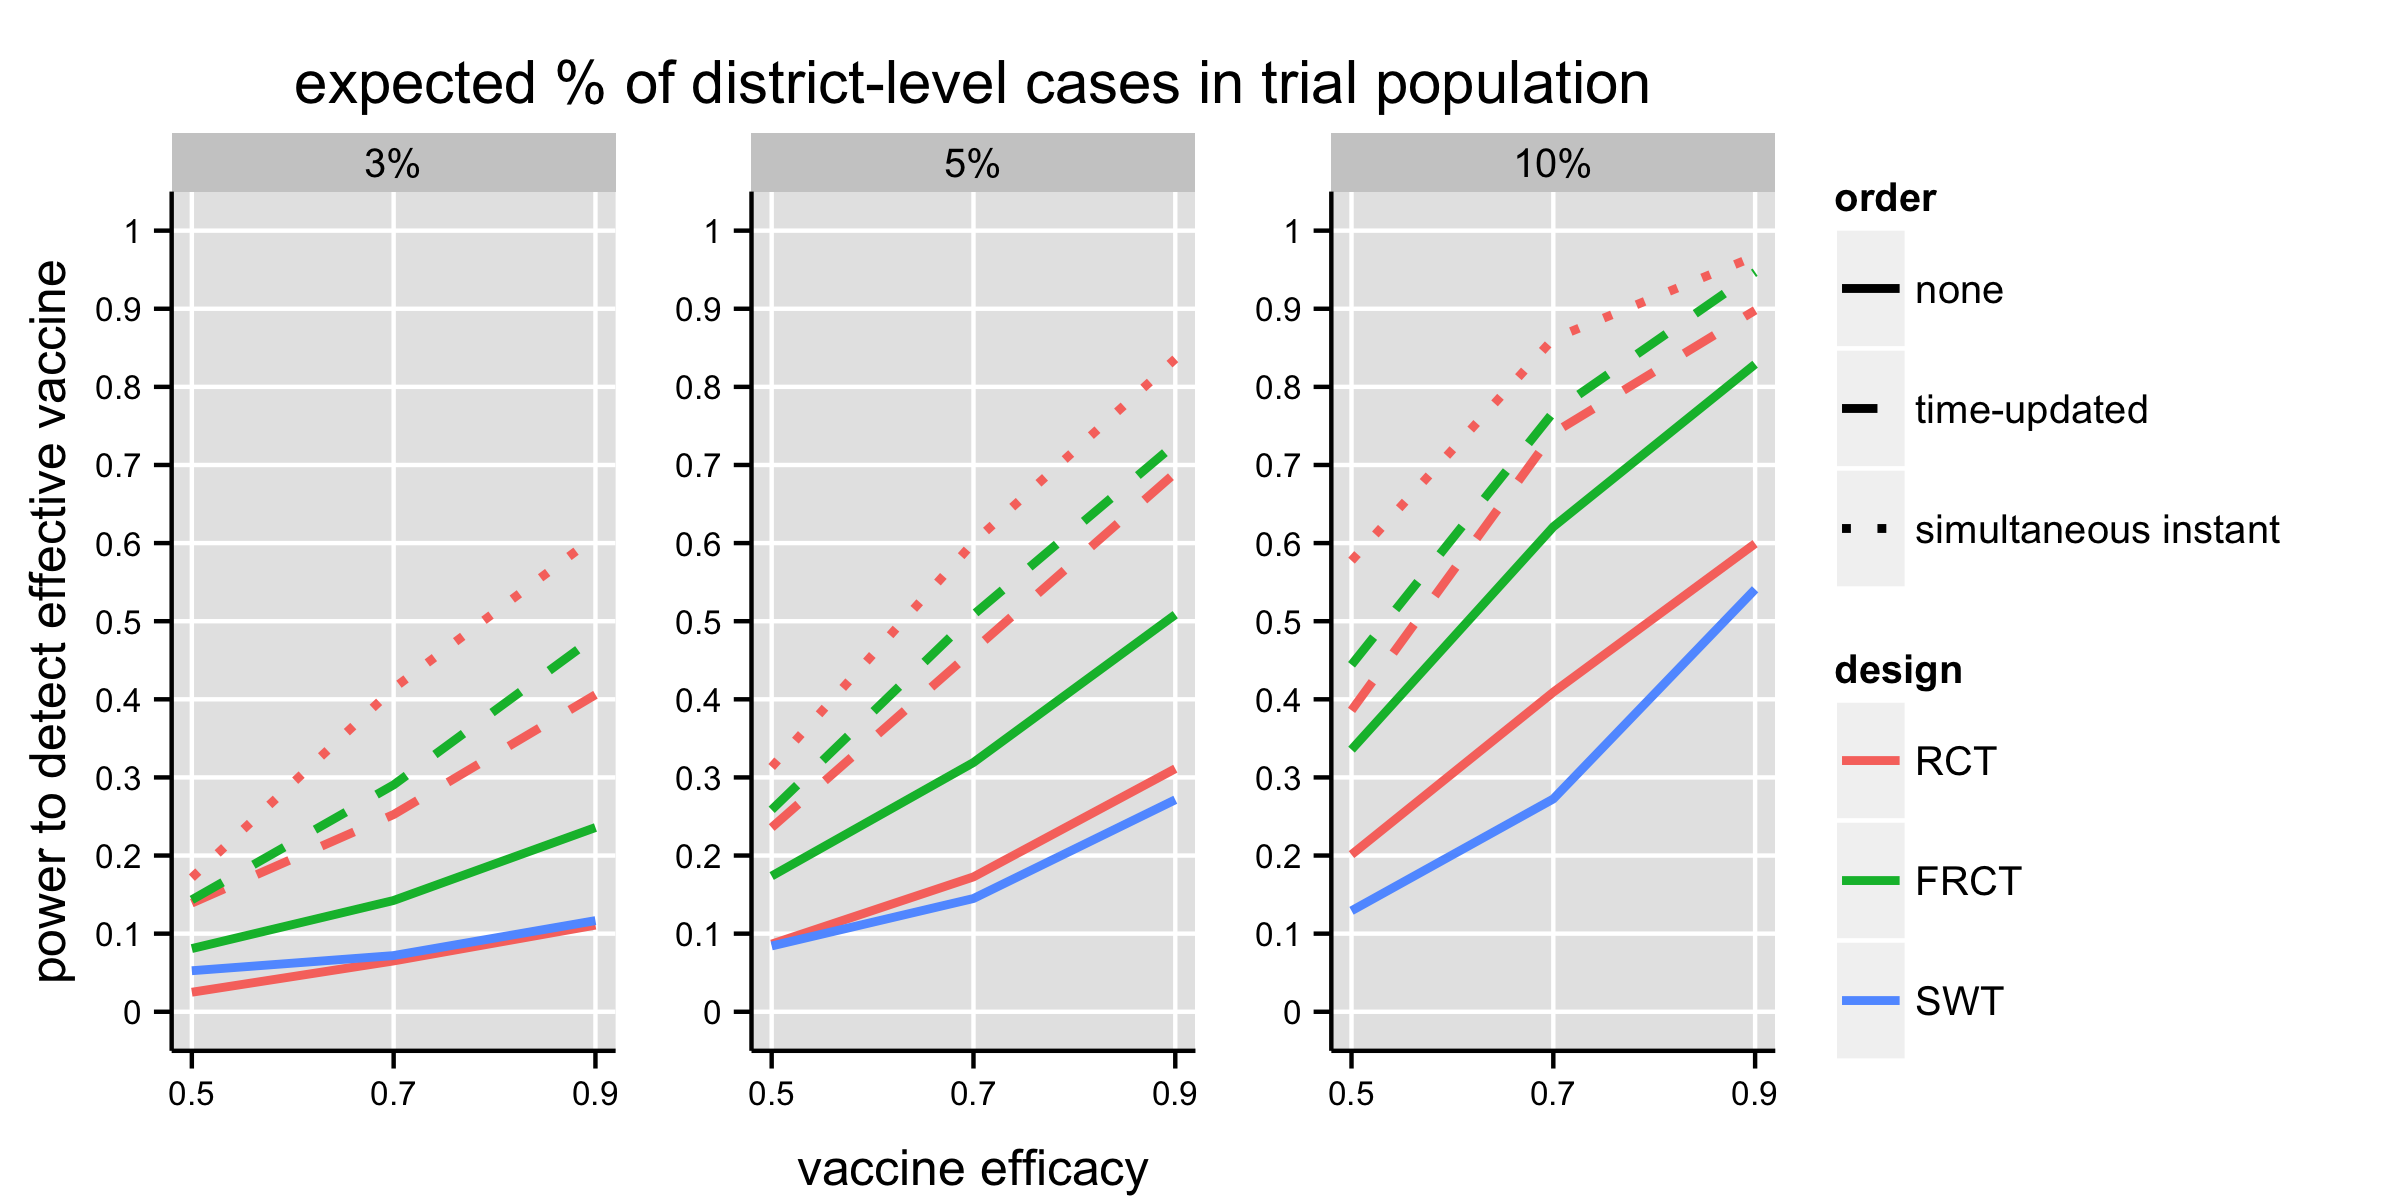 expected % of district-level cases in trial population
3%
5%
10%
power to detect effective vaccine
1
0.9
0.8
0.7
0.6
0.5
0.4
0.3
0.2
0.1
0
0.5 0.7 0.9
1
0.9
0.8
0.7
0.6
0.5
0.4
0.3
0.2
0.1
0
0.5 0.7 0.9
1
0.9
0.8
0.7
0.6
0.5
0.4
0.3
0.2
0.1
0
0.5 0.7 0.9
vaccine efficacy
order
none
time-updated
simultaneous instant
design
RCT
FRCT
SWT